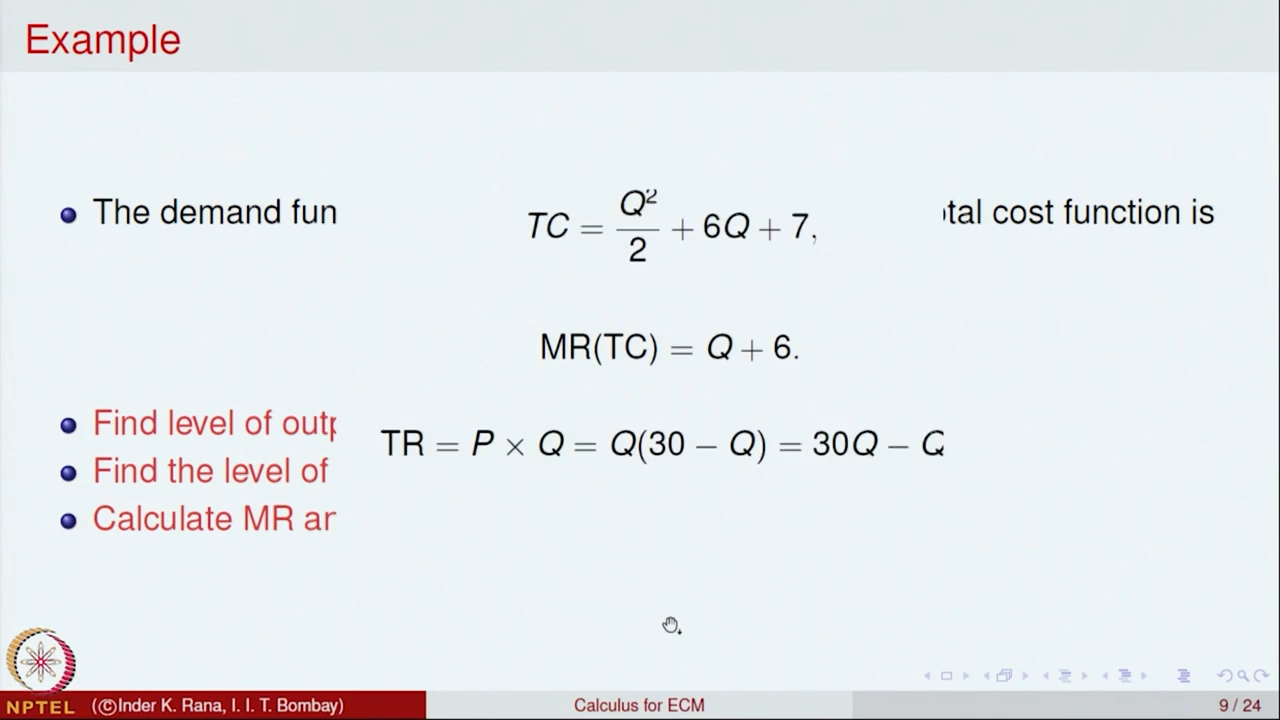 Example
The demand fun
TC = Q²/2 + 6Q + 7,
tal cost function is
MR(TC) = Q + 6.
Find level of outp
TR = P × Q = Q(30 − Q) = 30Q − Q
Find the level of
Calculate MR an
NPTEL
(©Inder K. Rana, I. I. T. Bombay)
Calculus for ECM
9 / 24